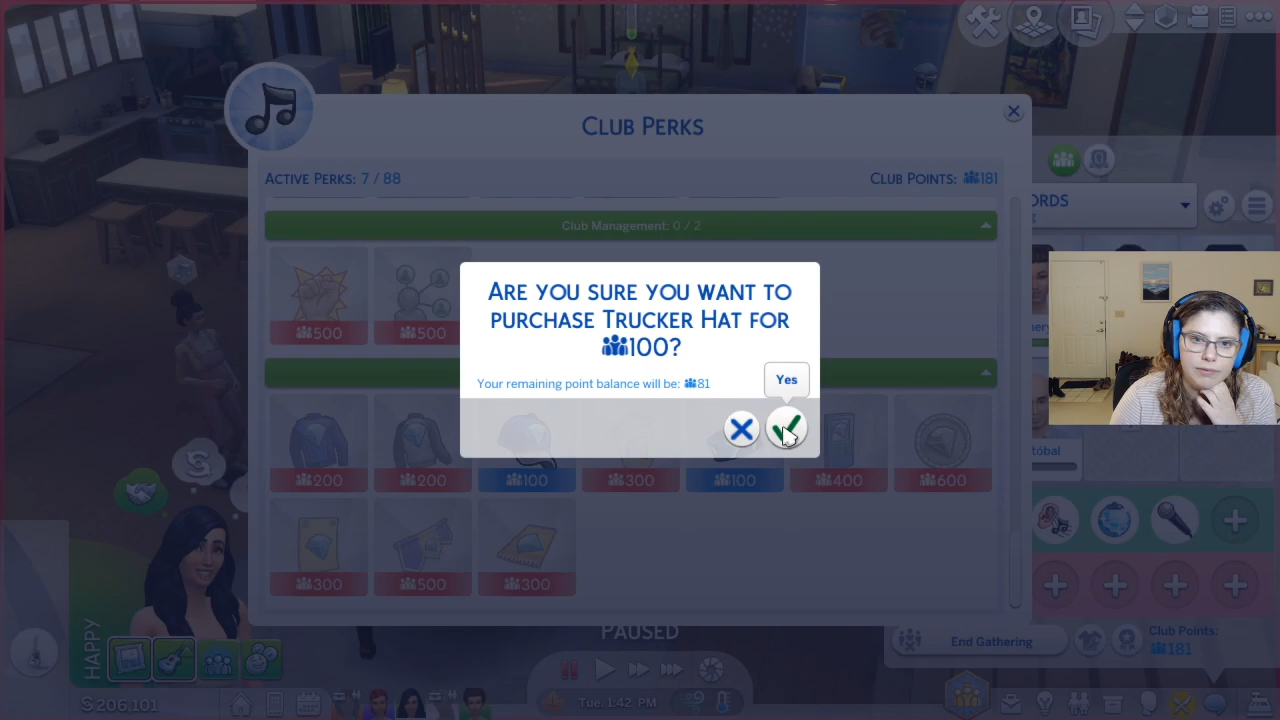 CLUB PERKS
ACTIVE PERKS: 7 / 88
CLUB POINTS: 181
ORDS
Club Management: 0 / 2
500
500
ARE YOU SURE YOU WANT TO
PURCHASE TRUCKER HAT FOR
100?
Your remaining point balance will be: 81
Yes
200
200
100
300
100
400
600
tóbal
300
500
300
HAPPY
PAUSED
End Gathering
Club Points:
181
S 206,101
Tue. 1:42 PM